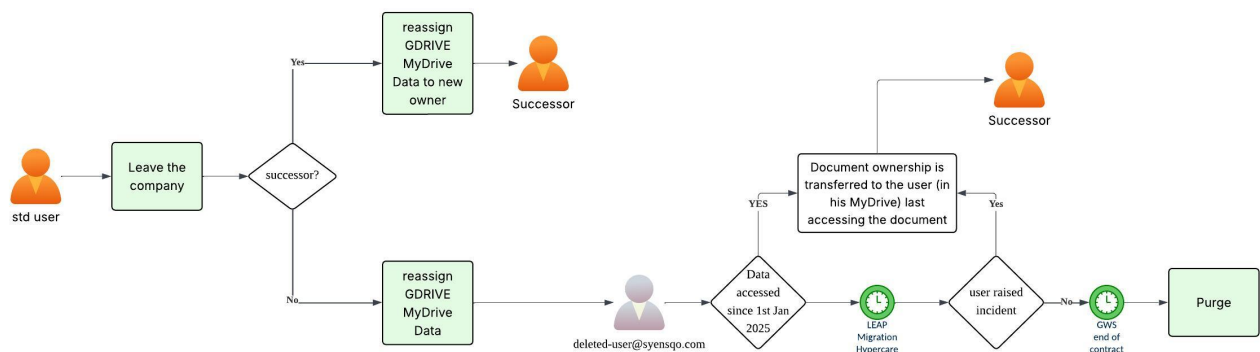 std user
Leave the
company
successor?
Yes
reassign
GDRIVE
MyDrive
Data to new
owner
Successor
No
reassign
GDRIVE
MyDrive
Data
deleted-user@syensqo.com
Data
accessed
since 1st Jan
2025
YES
Document ownership is
transferred to the user (in
his MyDrive) last
accessing the document
Successor
LEAP
Migration
Hypercare
user raised
incident
Yes
No
GWS
end of
contract
Purge